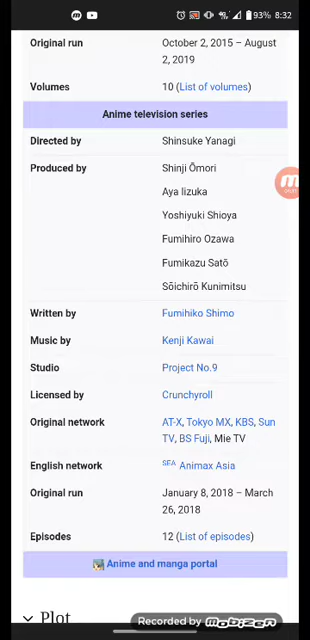 93% 8:32
Original run October 2, 2015 – August
2, 2019
Volumes 10 (List of volumes)
Anime television series
Directed by Shinsuke Yanagi
Produced by Shinji Ōmori
Aya Iizuka
Yoshiyuki Shioya
Fumihiro Ozawa
Fumikazu Satō
Sōichirō Kunimitsu
Written by Fumihiko Shimo
Music by Kenji Kawai
Studio Project No.9
Licensed by Crunchyroll
Original network AT-X, Tokyo MX, KBS, Sun
TV, BS Fuji, Mie TV
English network SEA Animax Asia
Original run January 8, 2018 – March
26, 2018
Episodes 12 (List of episodes)
Anime and manga portal
Plot
Recorded by mobizen